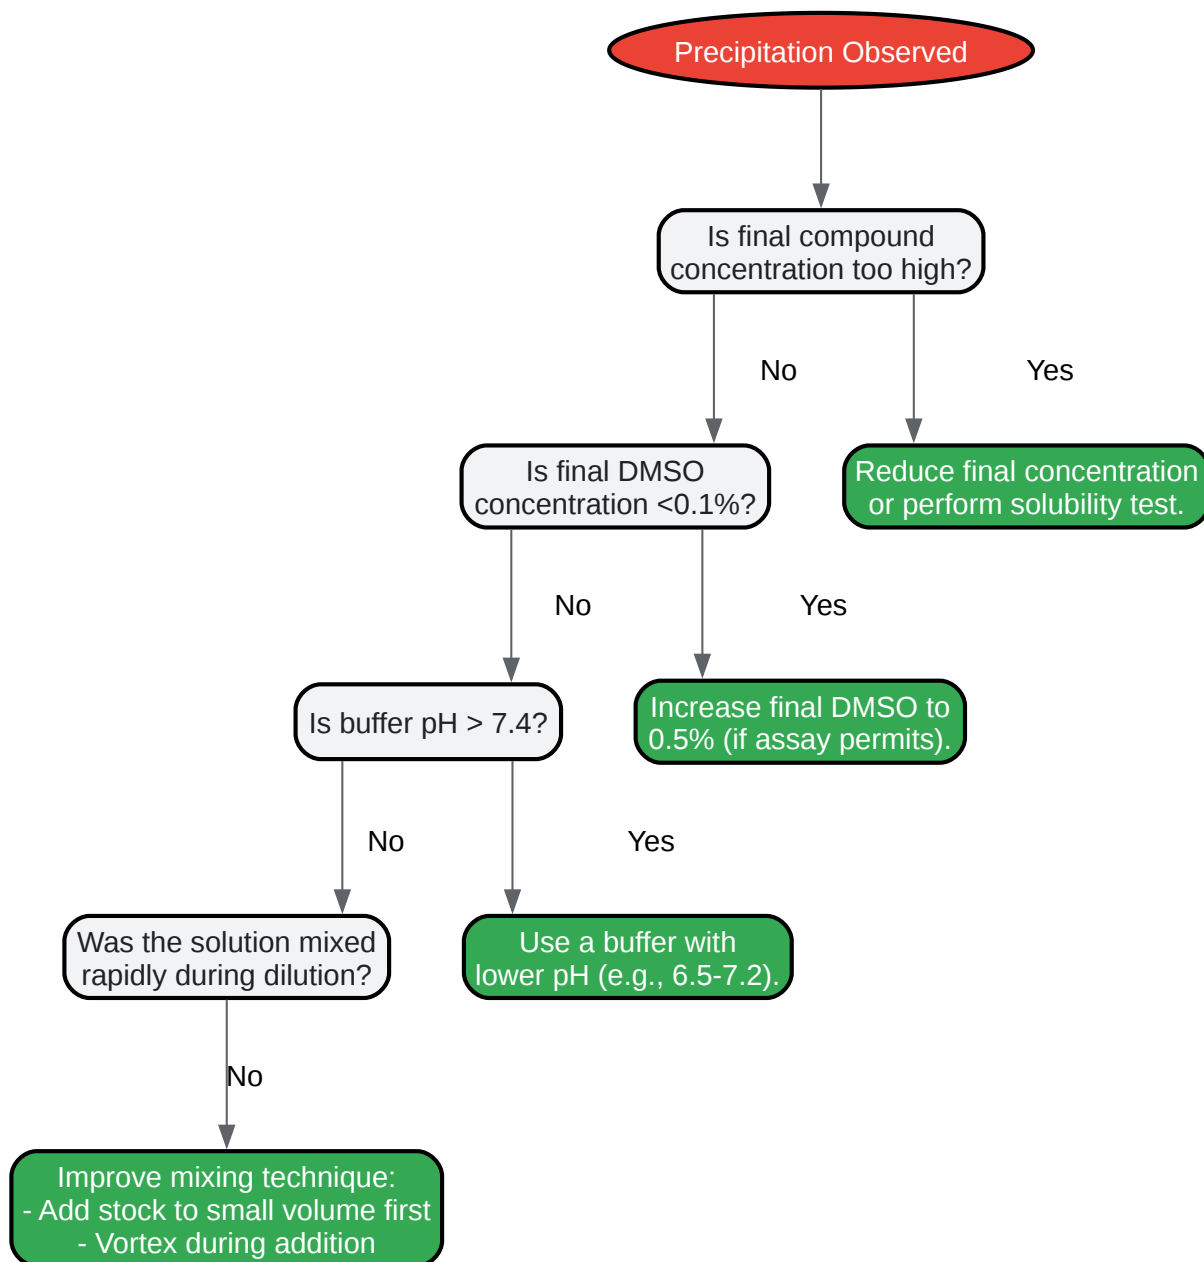 Precipitation Observed
Is final compound
concentration too high?
No
Yes
Is final DMSO
concentration <0.1%?
Reduce final concentration
or perform solubility test.
No
Yes
Is buffer pH > 7.4?
Increase final DMSO to
0.5% (if assay permits).
No
Yes
Was the solution mixed
rapidly during dilution?
Use a buffer with
lower pH (e.g., 6.5-7.2).
No
Improve mixing technique:
- Add stock to small volume first
- Vortex during addition